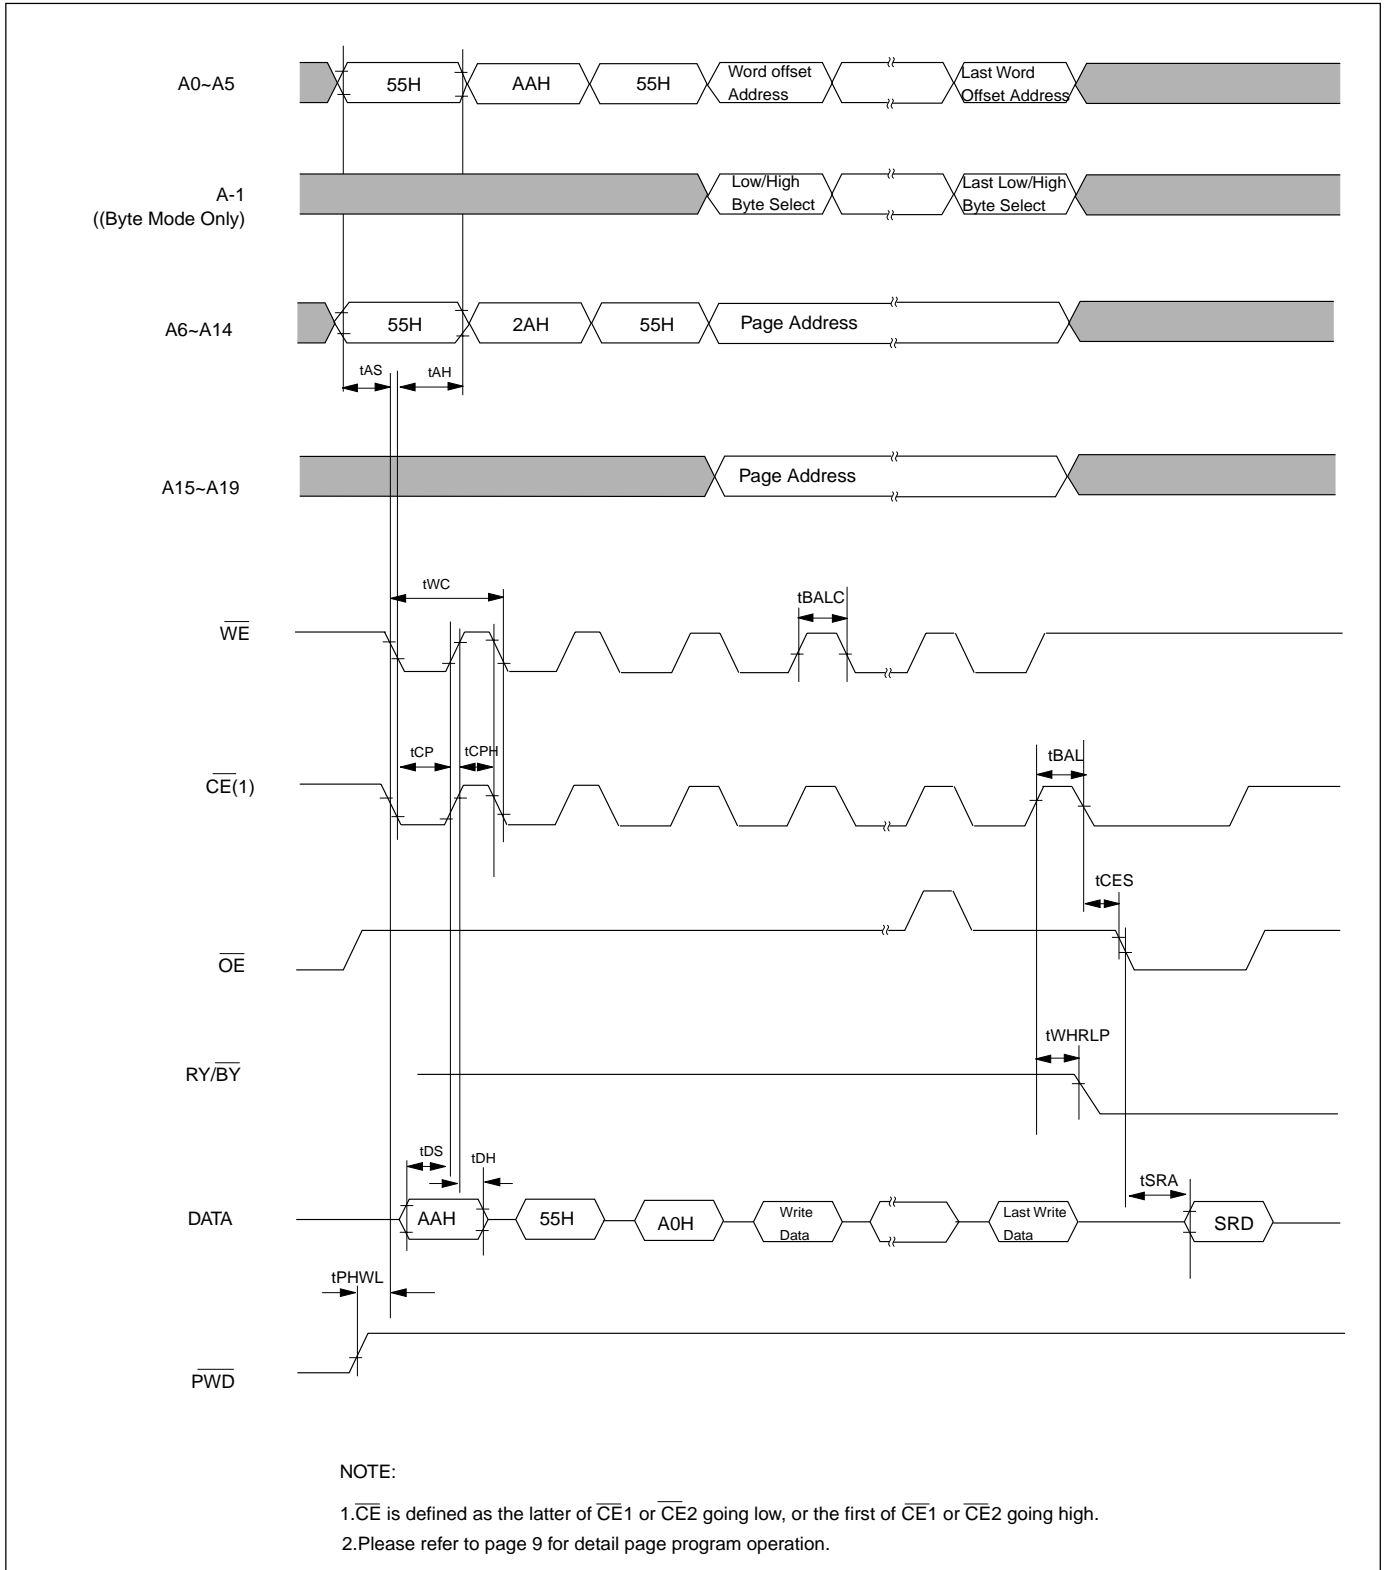 A0~A5
55H
AAH
55H
Word offset
Address
Last Word
Offset Address
A-1
((Byte Mode Only)
Low/High
Byte Select
Last Low/High
Byte Select
A6~A14
55H
2AH
55H
Page Address
tAS
tAH
A15~A19
Page Address
tWC
tBALC
WE
tCP
tCPH
tBAL
CE(1)
tCES
OE
tWHRLP
RY/BY
tDS
tDH
tSRA
DATA
AAH
55H
A0H
Write
Data
Last Write
Data
SRD
tPHWL
PWD
NOTE:
1.CE is defined as the latter of CE1 or CE2 going low, or the first of CE1 or CE2 going high.
2.Please refer to page 9 for detail page program operation.